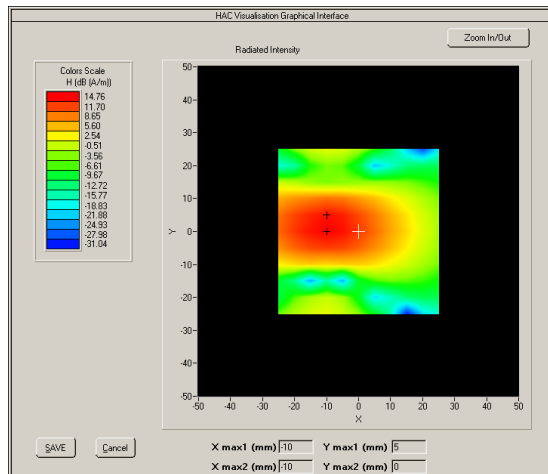 HAC Visualisation Graphical Interface
Zoom In/Out
Radiated Intensity
Colors Scale
H (dB (A/m))
14.76
11.70
8.65
5.60
2.54
-0.51
-3.56
-6.61
-9.67
-12.72
-15.77
-18.83
-21.88
-24.93
-27.98
-31.04
50
40
30
20
10
0
-10
-20
-30
-40
-50
Y
-50 -40 -30 -20 -10 0 10 20 30 40 50
X
SAVE Cancel
X max1 (mm) -10 Y max1 (mm) 5
X max2 (mm) -10 Y max2 (mm) 0